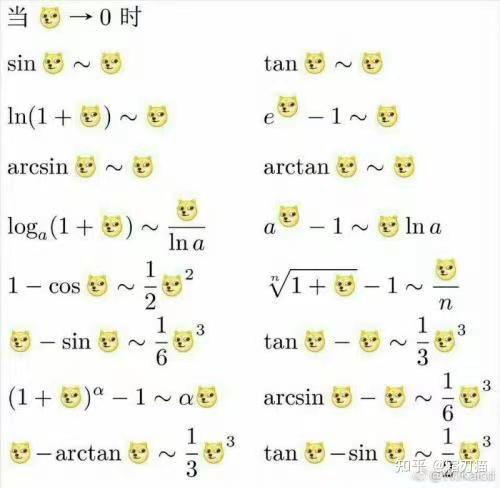 当 🐶 → 0 时
sin 🐶 ~ 🐶 tan 🐶 ~ 🐶
ln(1 + 🐶) ~ 🐶 e^🐶 − 1 ~ 🐶
arcsin 🐶 ~ 🐶 arctan 🐶 ~ 🐶
logₐ(1 + 🐶) ~ 🐶/ln a a^🐶 − 1 ~ 🐶 ln a
1 − cos 🐶 ~ 1/2 🐶² ⁿ√(1 + 🐶) − 1 ~ 🐶/n
🐶 − sin 🐶 ~ 1/6 🐶³ tan 🐶 − 🐶 ~ 1/3 🐶³
(1 + 🐶)^α − 1 ~ α🐶 arcsin 🐶 − 🐶 ~ 1/6 🐶³
🐶 − arctan 🐶 ~ 1/3 🐶³ tan 🐶 − sin 🐶 ~ 1/2 🐶³
知乎